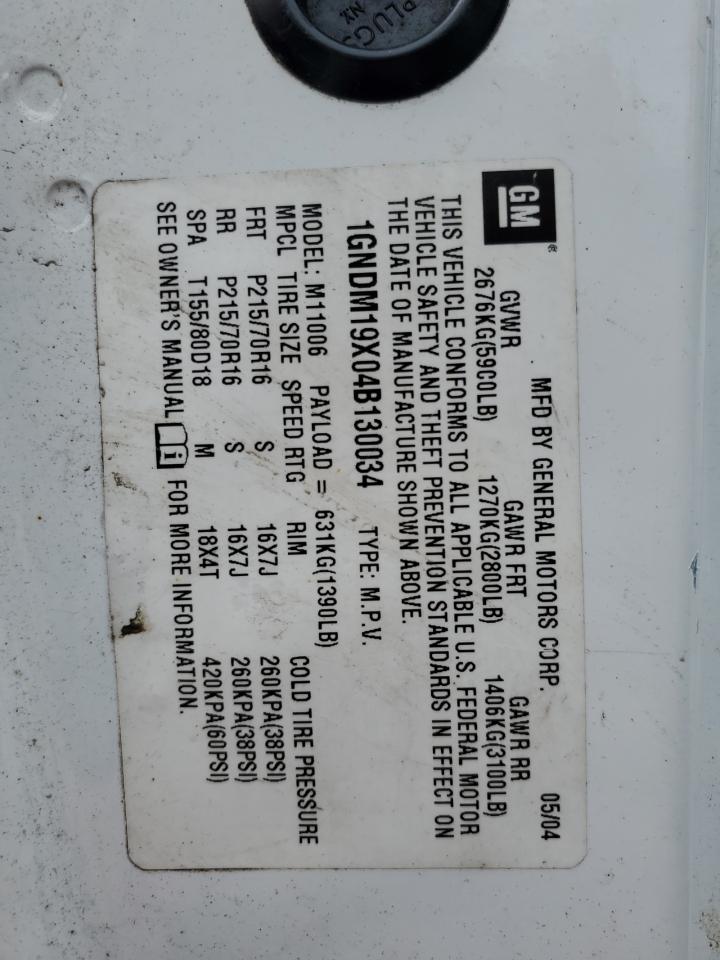 PLUG
NX
GM
MFD BY GENERAL MOTORS CORP. 05/04
GVWR GAWR FRT GAWR RR
2676KG(5900LB) 1270KG(2800LB) 1406KG(3100LB)
THIS VEHICLE CONFORMS TO ALL APPLICABLE U.S. FEDERAL MOTOR
VEHICLE SAFETY AND THEFT PREVENTION STANDARDS IN EFFECT ON
THE DATE OF MANUFACTURE SHOWN ABOVE.
1GNDM19X04B130034 TYPE: M.P.V.
MODEL: M11006 PAYLOAD = 631KG(1390LB)
MPCL TIRE SIZE SPEED RTG RIM COLD TIRE PRESSURE
FRT P215/70R16 S 16X7J 260KPA(38PSI)
RR P215/70R16 S 16X7J 260KPA(38PSI)
SPA T155/80D18 M 18X4T 420KPA(60PSI)
SEE OWNER'S MANUAL i FOR MORE INFORMATION.